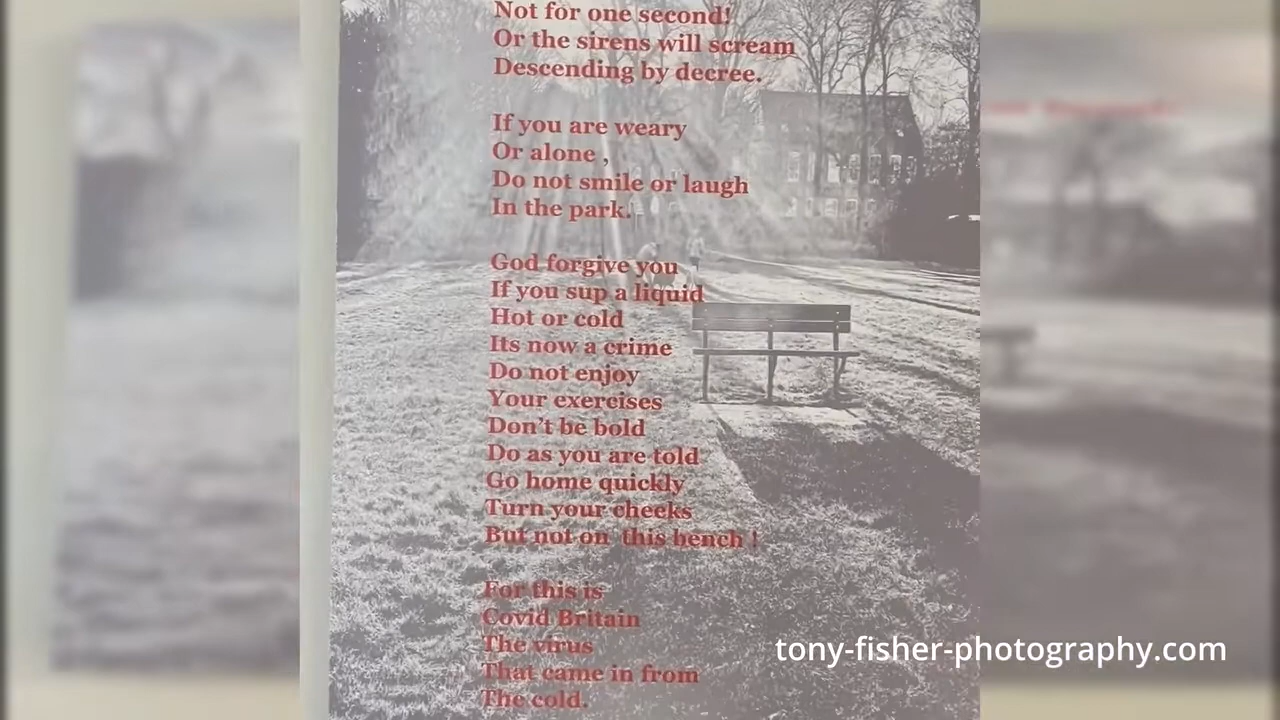 Not for one second!
Or the sirens will scream
Descending by decree.
If you are weary
Or alone ,
Do not smile or laugh
In the park.
God forgive you
If you sup a liquid
Hot or cold
Its now a crime
Do not enjoy
Your exercises
Don't be bold
Do as you are told
Go home quickly
Turn your cheeks
But not on this bench !
For this is
Covid Britain
The virus
That came in from
The cold.
tony-fisher-photography.com